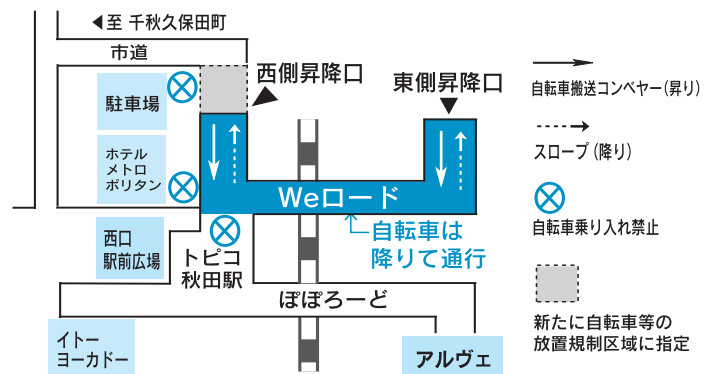 ◀至 千秋久保田町
市道
駐車場
西側昇降口
東側昇降口
ホテル
メトロ
ポリタン
Weロード
自転車は
降りて通行
西口
駅前広場
トピコ
秋田駅
ぽぽろーど
イトー
ヨーカドー
アルヴェ
自転車搬送コンベヤー(昇り)
スロープ(降り)
自転車乗り入れ禁止
新たに自転車等の
放置規制区域に指定